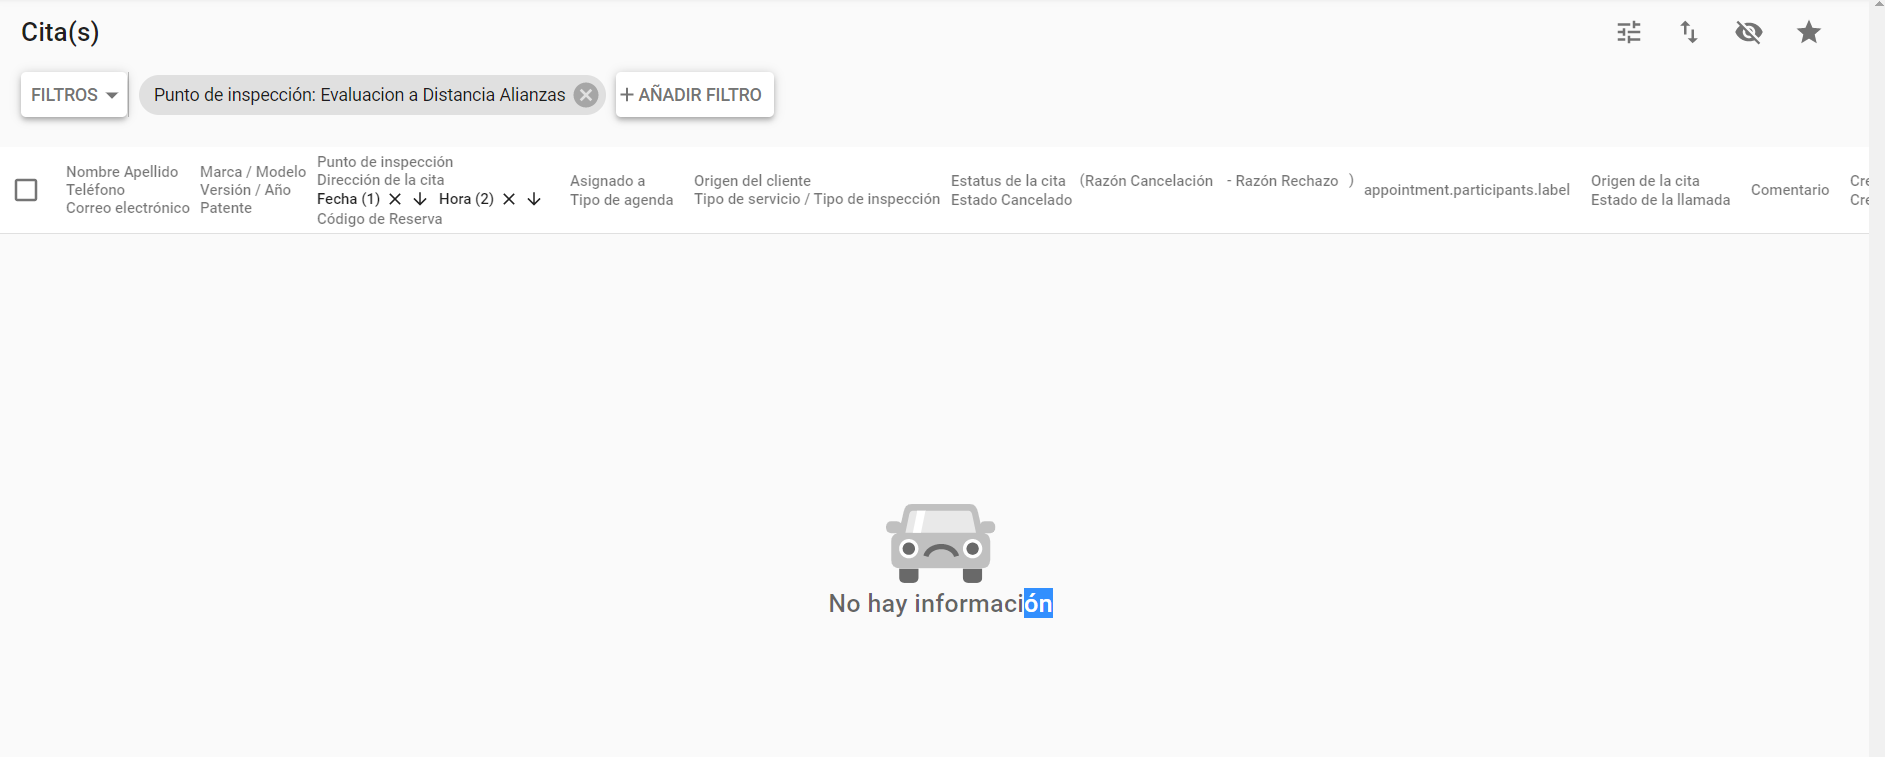 Cita(s)
FILTROS
Punto de inspección: Evaluacion a Distancia Alianzas
+ AÑADIR FILTRO
Nombre Apellido
Teléfono
Correo electrónico
Marca / Modelo
Versión / Año
Patente
Punto de inspección
Dirección de la cita
Fecha (1) Hora (2)
Código de Reserva
Asignado a
Tipo de agenda
Origen del cliente
Tipo de servicio / Tipo de inspección
Estatus de la cita (Razón Cancelación - Razón Rechazo )
Estado Cancelado
appointment.participants.label
Origen de la cita
Estado de la llamada
Comentario
No hay información